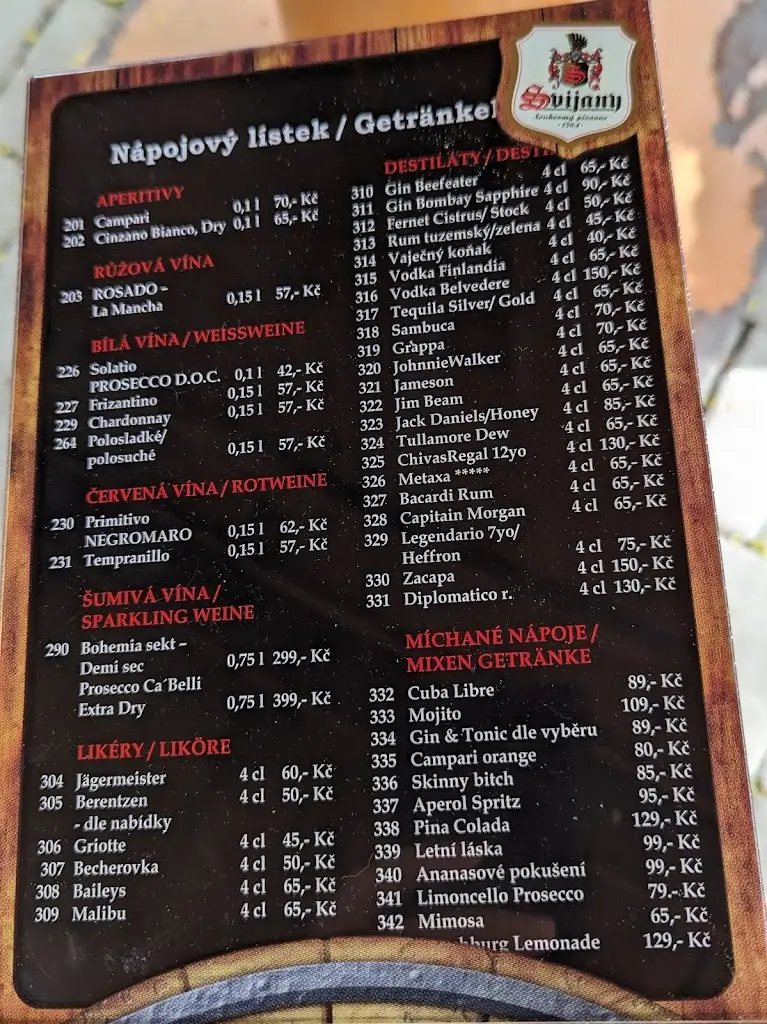 Svijany
Soukromý pivovar
1564
Nápojový lístek / Getränke
APERITIVY
201 Campari 0,1 l 70,- Kč
202 Cinzano Bianco, Dry 0,1 l 65,- Kč
RŮŽOVÁ VÍNA
203 ROSADO –
La Mancha 0,15 l 57,- Kč
BÍLÁ VÍNA / WEISSWEINE
226 Solatio
PROSECCO D.O.C. 0,1 l 42,- Kč
227 Frizantino 0,15 l 57,- Kč
229 Chardonnay 0,15 l 57,- Kč
264 Polosladké/
polosuché 0,15 l 57,- Kč
ČERVENÁ VÍNA / ROTWEINE
230 Primitivo
NEGROMARO 0,15 l 62,- Kč
231 Tempranillo 0,15 l 57,- Kč
ŠUMIVÁ VÍNA /
SPARKLING WEINE
290 Bohemia sekt –
Demi sec 0,75 l 299,- Kč
Prosecco Ca´Belli
Extra Dry 0,75 l 399,- Kč
LIKÉRY / LIKÖRE
304 Jägermeister 4 cl 60,- Kč
305 Berentzen 4 cl 50,- Kč
- dle nabídky
306 Griotte 4 cl 45,- Kč
307 Becherovka 4 cl 50,- Kč
308 Baileys 4 cl 65,- Kč
309 Malibu 4 cl 65,- Kč
DESTILÁTY / DESTI
310 Gin Beefeater 4 cl 65,- Kč
311 Gin Bombay Sapphire 4 cl 90,- Kč
312 Fernet Cistrus/ Stock 4 cl 50,- Kč
313 Rum tuzemský/zelena 4 cl 45,- Kč
314 Vaječný koňak 4 cl 40,- Kč
315 Vodka Finlandia 4 cl 65,- Kč
316 Vodka Belvedere 4 cl 150,- Kč
317 Tequila Silver/ Gold 4 cl 65,- Kč
318 Sambuca 4 cl 70,- Kč
319 Grappa 4 cl 70,- Kč
320 JohnnieWalker 4 cl 65,- Kč
321 Jameson 4 cl 65,- Kč
322 Jim Beam 4 cl 65,- Kč
323 Jack Daniels/Honey 4 cl 85,- Kč
324 Tullamore Dew 4 cl 65,- Kč
325 ChivasRegal 12yo 4 cl 130,- Kč
326 Metaxa ***** 4 cl 65,- Kč
327 Bacardi Rum 4 cl 65,- Kč
328 Capitain Morgan 4 cl 65,- Kč
329 Legendario 7yo/
Heffron 4 cl 75,- Kč
330 Zacapa 4 cl 150,- Kč
331 Diplomatico r. 4 cl 130,- Kč
MÍCHANÉ NÁPOJE /
MIXEN GETRÄNKE
332 Cuba Libre 89,- Kč
333 Mojito 109,- Kč
334 Gin & Tonic dle vyběru 89,- Kč
335 Campari orange 80,- Kč
336 Skinny bitch 85,- Kč
337 Aperol Spritz 95,- Kč
338 Pina Colada 129,- Kč
339 Letní láska 99,- Kč
340 Ananasové pokušení 99,- Kč
341 Limoncello Prosecco 79.- Kč
342 Mimosa 65,- Kč
Lemonade 129,- Kč